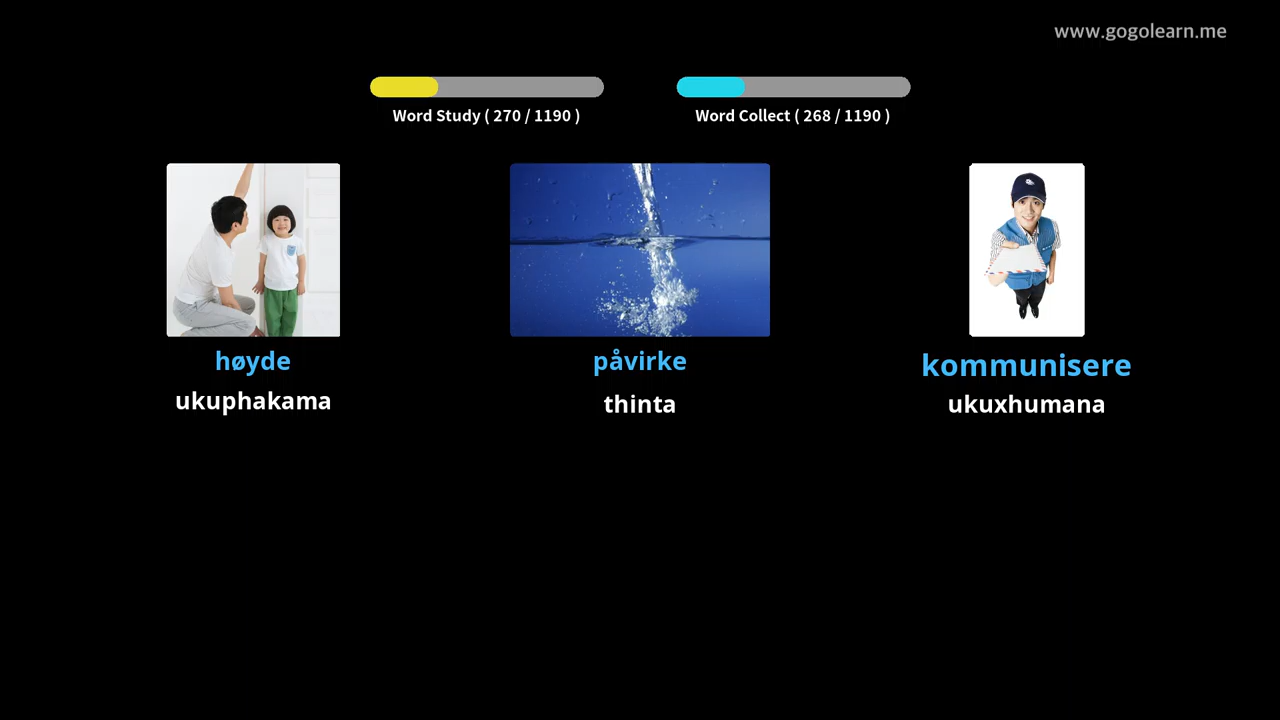 www.gogolearn.me
Word Study ( 270 / 1190 )
Word Collect ( 268 / 1190 )
høyde
påvirke
kommunisere
ukuphakama
thinta
ukuxhumana